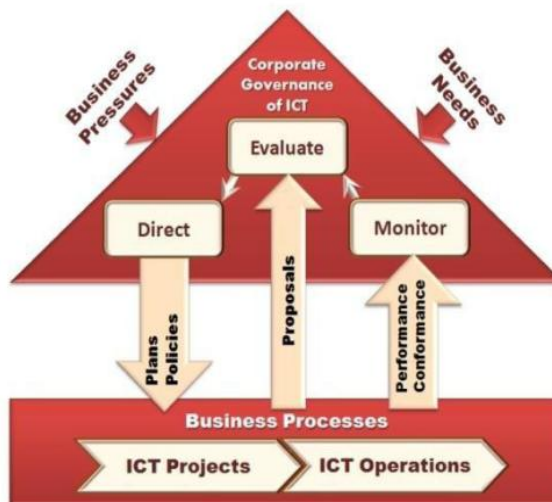 Corporate
Governance
of ICT
Business
Pressures
Business
Needs
Evaluate
Direct
Monitor
Plans
Policies
Proposals
Performance
Conformance
Business Processes
ICT Projects
ICT Operations